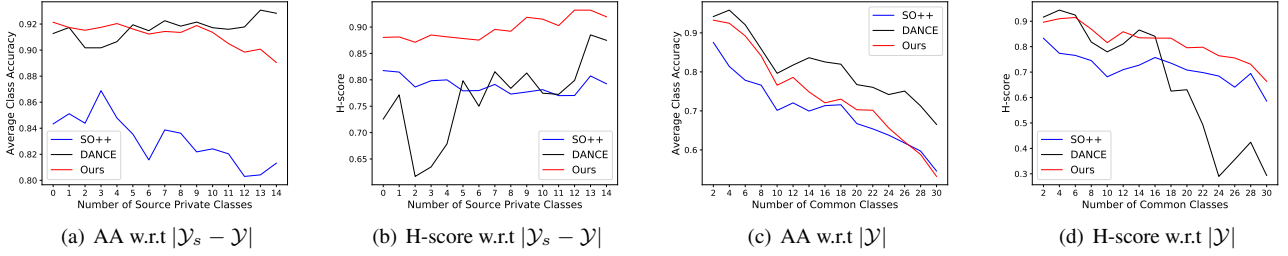 Average Class Accuracy
0.92
0.90
0.88
0.86
0.84
0.82
0.80
SO++
DANCE
Ours
0 1 2 3 4 5 6 7 8 9 10 11 12 13 14
Number of Source Private Classes
(a) AA w.r.t |𝒴ₛ − 𝒴|
H-score
0.90
0.85
0.80
0.75
0.70
0.65
SO++
DANCE
Ours
0 1 2 3 4 5 6 7 8 9 10 11 12 13 14
Number of Source Private Classes
(b) H-score w.r.t |𝒴ₛ − 𝒴|
Average Class Accuracy
0.9
0.8
0.7
0.6
SO++
DANCE
Ours
2 4 6 8 10 12 14 16 18 20 22 24 26 28 30
Number of Common Classes
(c) AA w.r.t |𝒴|
H-score
0.9
0.8
0.7
0.6
0.5
0.4
0.3
SO++
DANCE
Ours
2 4 6 8 10 12 14 16 18 20 22 24 26 28 30
Number of Common Classes
(d) H-score w.r.t |𝒴|